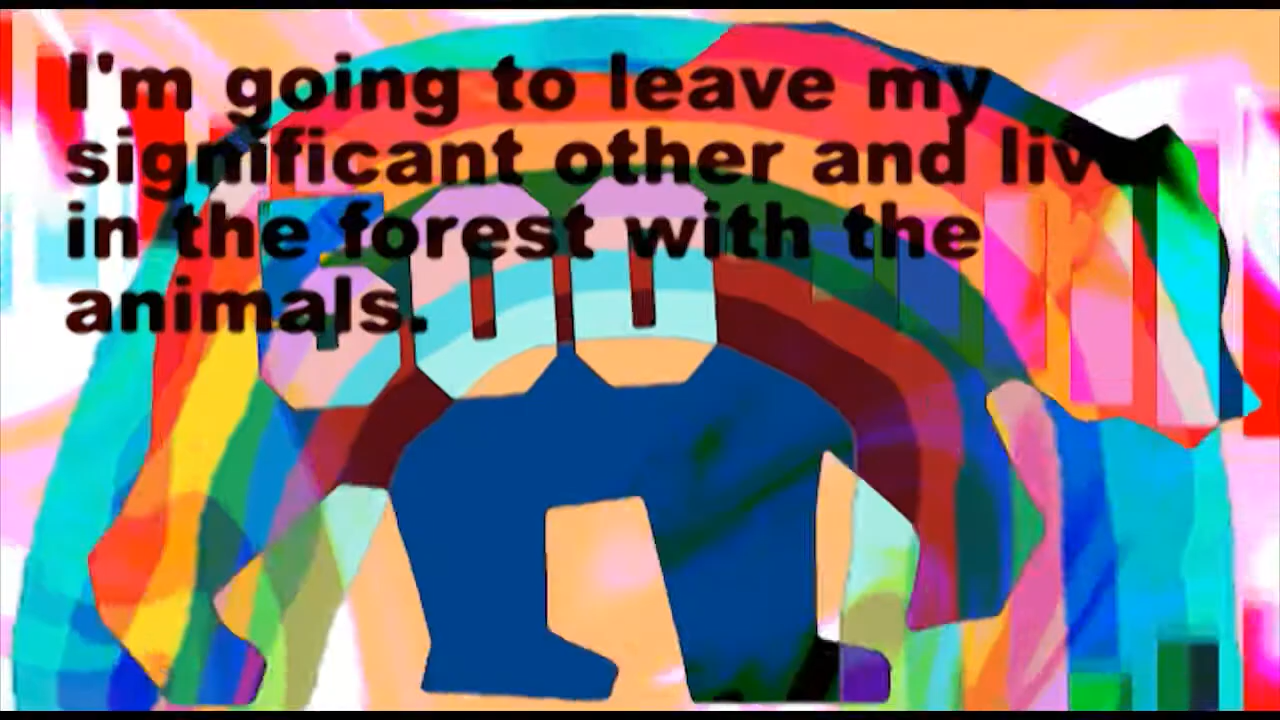 I'm going to leave my
significant other and live
in the forest with the
animals.